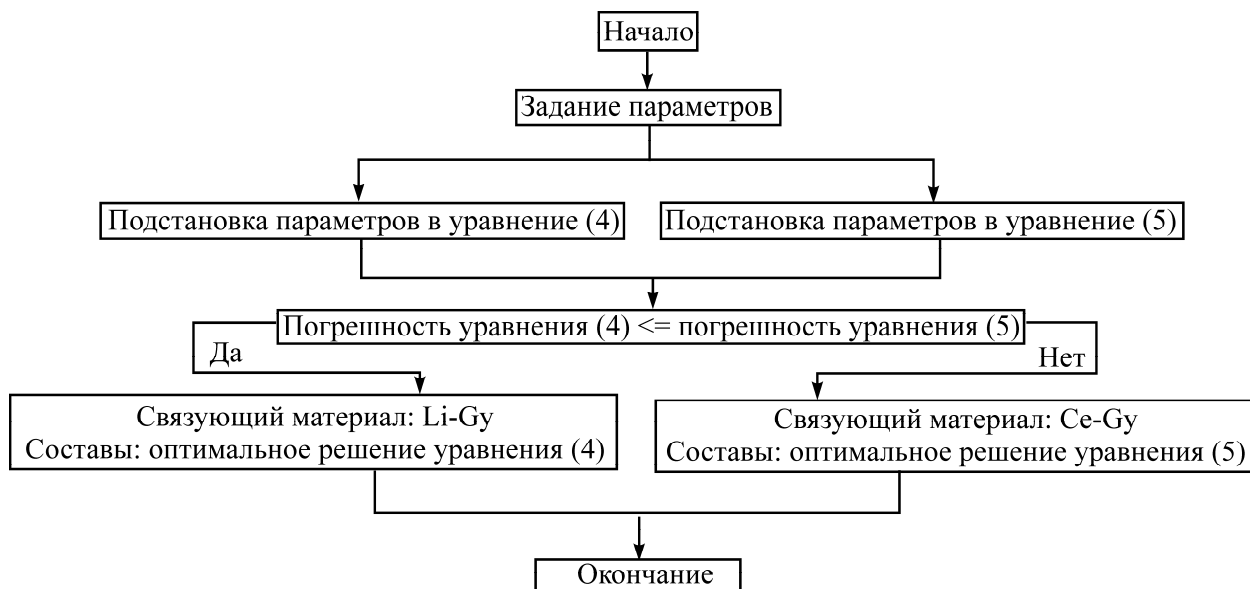 Начало
Задание параметров
Подстановка параметров в уравнение (4)
Подстановка параметров в уравнение (5)
Погрешность уравнения (4) <= погрешность уравнения (5)
Да
Нет
Связующий материал: Li-Gy
Составы: оптимальное решение уравнения (4)
Связующий материал: Ce-Gy
Составы: оптимальное решение уравнения (5)
Окончание